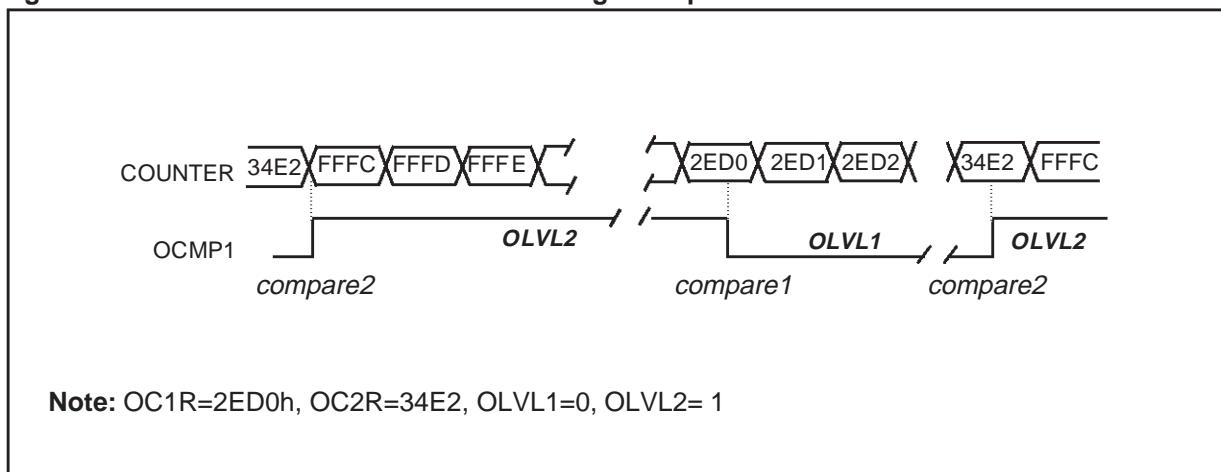 COUNTER 34E2 FFFC FFFD FFFE 2ED0 2ED1 2ED2 34E2 FFFC
OCMP1 OLVL2 OLVL1 OLVL2
compare2 compare1 compare2
Note: OC1R=2ED0h, OC2R=34E2, OLVL1=0, OLVL2= 1